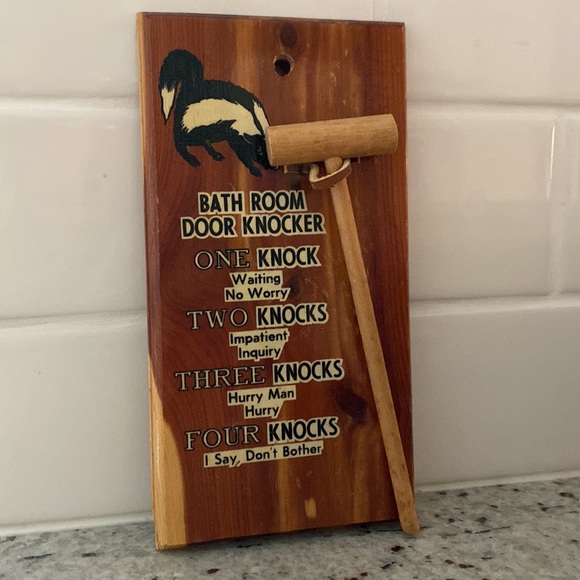 BATH ROOM
DOOR KNOCKER
ONE KNOCK
Waiting
No Worry
TWO KNOCKS
Impatient
Inquiry
THREE KNOCKS
Hurry Man
Hurry
FOUR KNOCKS
I Say, Don't Bother